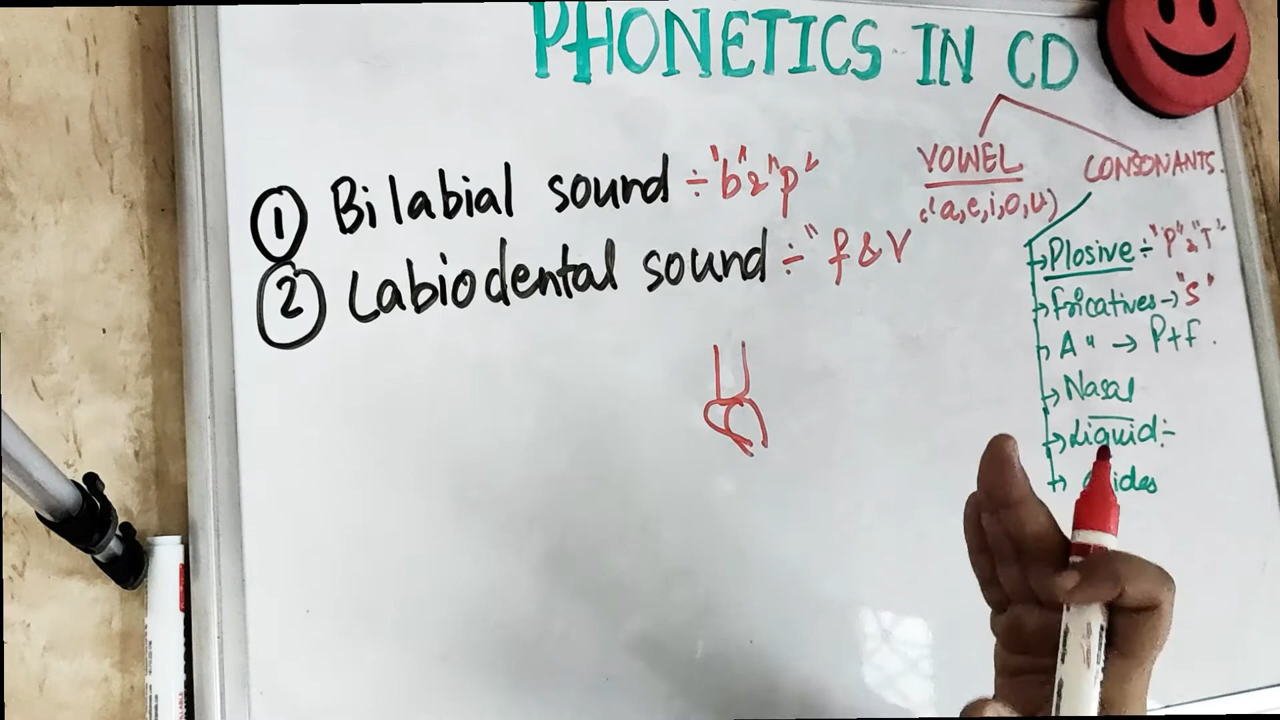 PHONETICS IN CD
① Bilabial sound ÷ "b" & "p"
② Labiodental sound ÷ " f & V
VOWEL
"a,e,i,o,u)
CONSONANTS.
→ Plosive ÷ "P" & "T"
→ fricatives → "S"
→ A " → P+f.
→ Nasal
→ Liquid :-